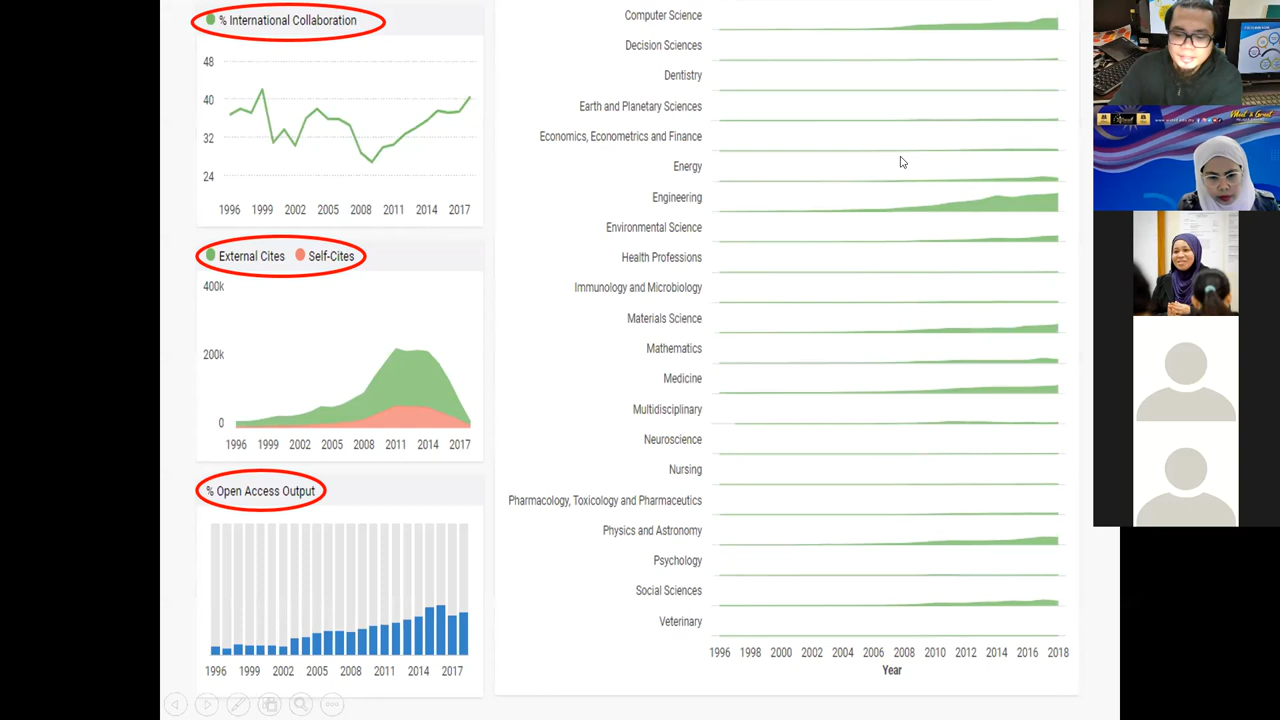 % International Collaboration
48
40
32
24
1996 1999 2002 2005 2008 2011 2014 2017
External Cites Self-Cites
400k
200k
0
1996 1999 2002 2005 2008 2011 2014 2017
% Open Access Output
1996 1999 2002 2005 2008 2011 2014 2017
Computer Science
Decision Sciences
Dentistry
Earth and Planetary Sciences
Economics, Econometrics and Finance
Energy
Engineering
Environmental Science
Health Professions
Immunology and Microbiology
Materials Science
Mathematics
Medicine
Multidisciplinary
Neuroscience
Nursing
Pharmacology, Toxicology and Pharmaceutics
Physics and Astronomy
Psychology
Social Sciences
Veterinary
1996 1998 2000 2002 2004 2006 2008 2010 2012 2014 2016 2018
Year